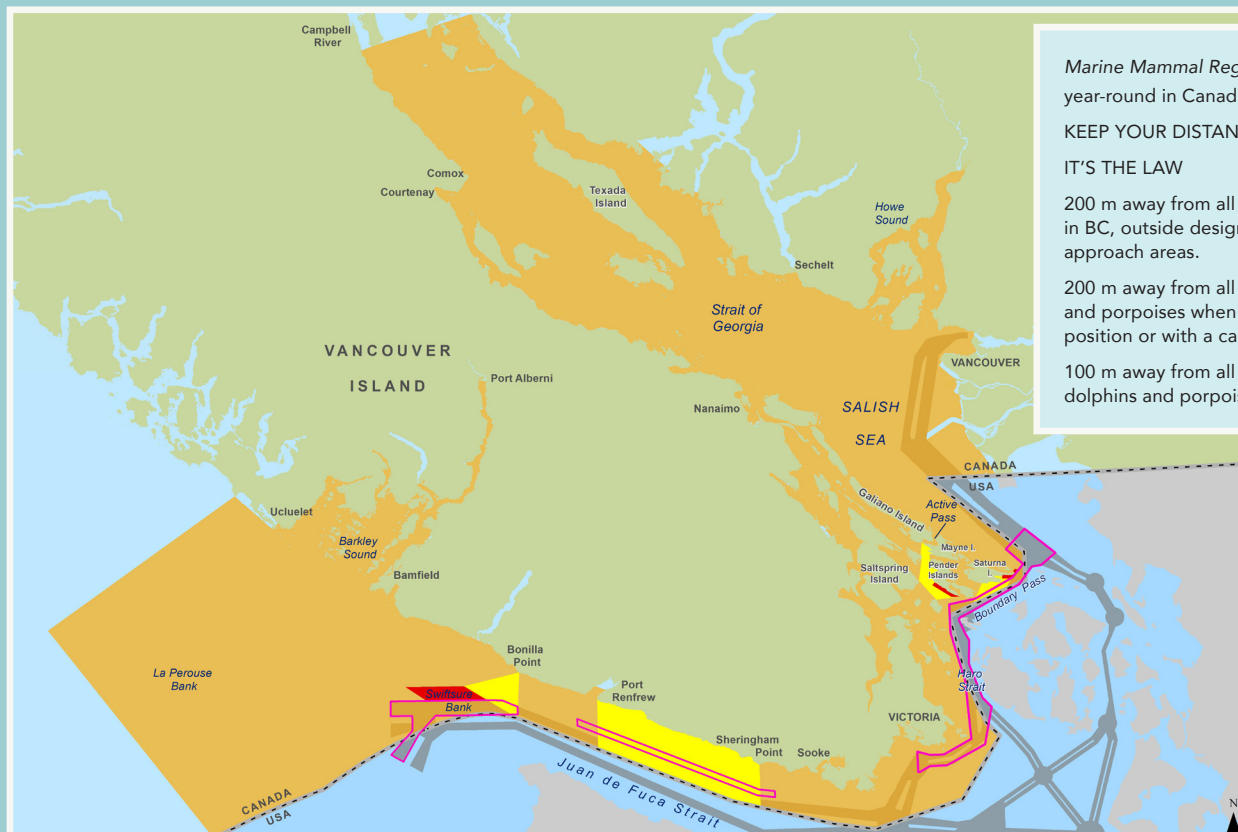 Campbell
River
Marine Mammal Reg
year-round in Canad
KEEP YOUR DISTAN
IT'S THE LAW
200 m away from all
in BC, outside design
approach areas.
200 m away from all
and porpoises when
position or with a ca
100 m away from all
dolphins and porpois
Comox
Courtenay
Texada
Island
Howe
Sound
Sechelt
Strait of
Georgia
VANCOUVER
ISLAND
Port Alberni
VANCOUVER
Nanaimo
SALISH
SEA
CANADA
USA
Galiano Island
Active
Pass
Ucluelet
Barkley
Sound
Mayne I.
Bamfield
Saltspring
Island
Pender
Islands
Saturna
I.
Boundary Pass
La Perouse
Bank
Bonilla
Point
Swiftsure
Bank
Port
Renfrew
Haro
Strait
VICTORIA
Sheringham
Point
Sooke
Juan de Fuca Strait
CANADA
USA
N